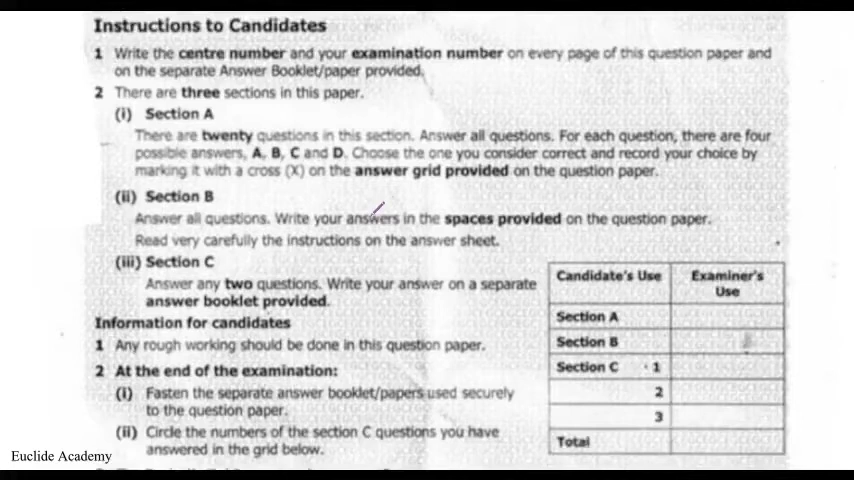 Instructions to Candidates
1 Write the centre number and your examination number on every page of this question paper and
on the separate Answer Booklet/paper provided.
2 There are three sections in this paper.
(i) Section A
There are twenty questions in this section. Answer all questions. For each question, there are four
possible answers, A, B, C and D. Choose the one you consider correct and record your choice by
marking it with a cross (X) on the answer grid provided on the question paper.
(ii) Section B
Answer all questions. Write your answers in the spaces provided on the question paper.
Read very carefully the instructions on the answer sheet.
(iii) Section C
Answer any two questions. Write your answer on a separate
answer booklet provided.
Information for candidates
1 Any rough working should be done in this question paper.
2 At the end of the examination:
(i) Fasten the separate answer booklet/papers used securely
to the question paper.
(ii) Circle the numbers of the section C questions you have
answered in the grid below.
Candidate's Use Examiner's
Use
Section A
Section B
Section C 1
2
3
Total
Euclide Academy